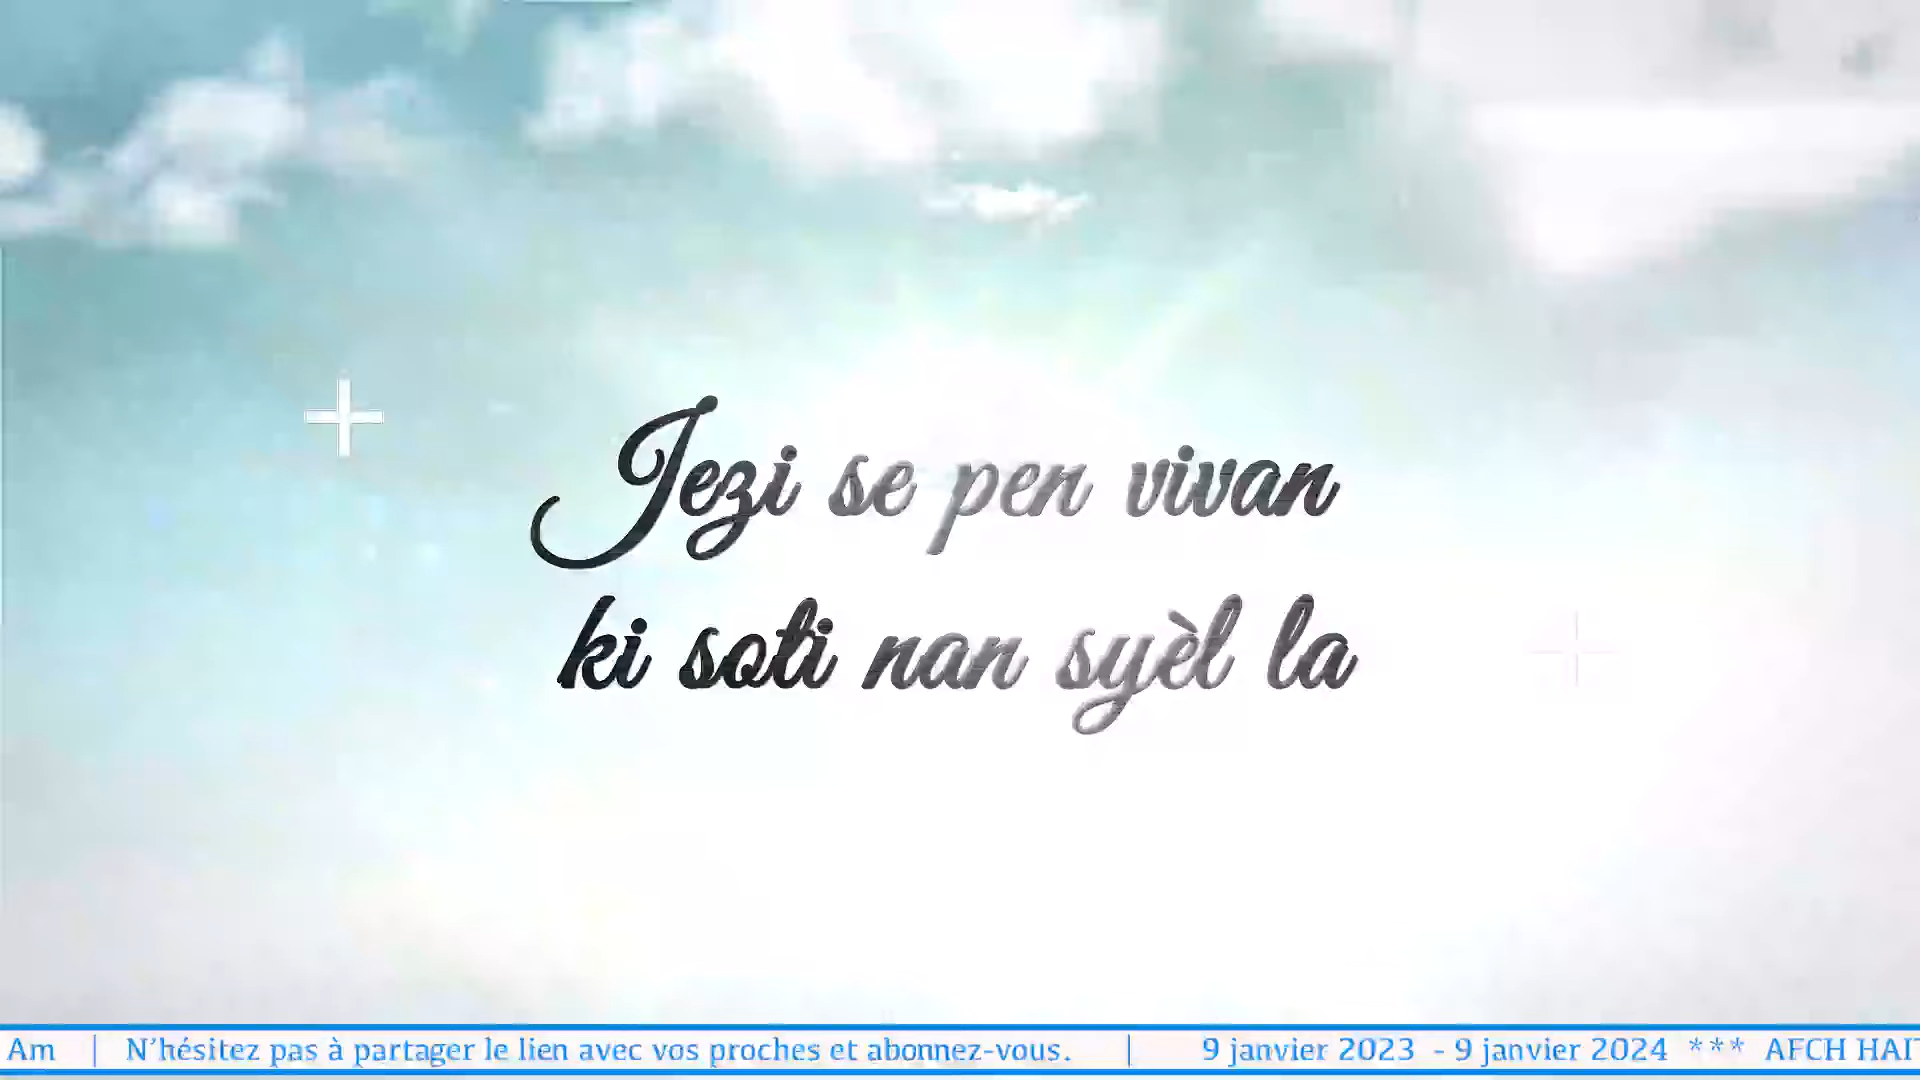 Jezi se pen vivan
ki soti nan syèl la
Am | N'hésitez pas à partager le lien avec vos proches et abonnez-vous. | 9 janvier 2023 - 9 janvier 2024 *** AFCH HAIT